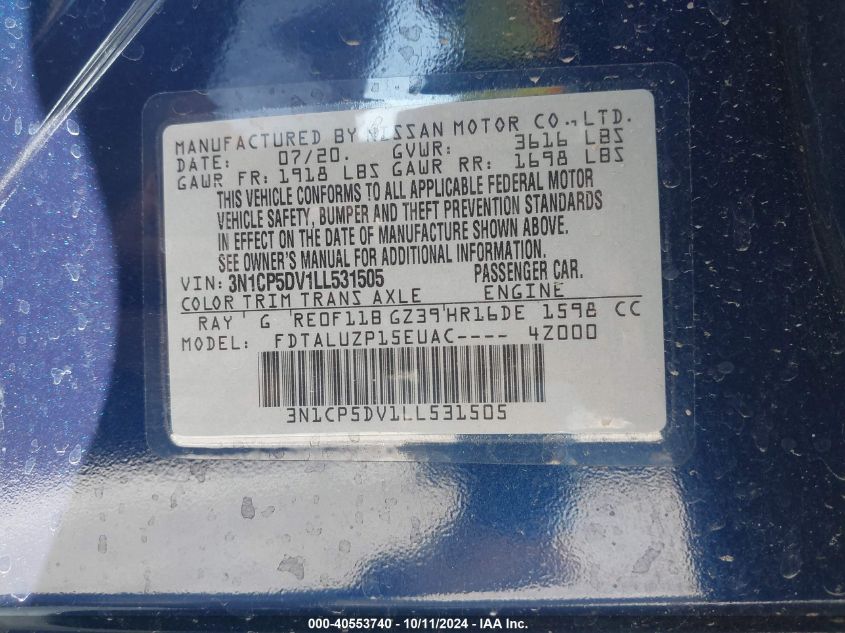 MANUFACTURED BY NISSAN MOTOR CO., LTD.
DATE: 07/20. GVWR: 3616 LBS
GAWR FR: 1918 LBS GAWR RR: 1698 LBS
THIS VEHICLE CONFORMS TO ALL APPLICABLE FEDERAL MOTOR
VEHICLE SAFETY, BUMPER AND THEFT PREVENTION STANDARDS
IN EFFECT ON THE DATE OF MANUFACTURE SHOWN ABOVE.
SEE OWNER'S MANUAL FOR ADDITIONAL INFORMATION.
VIN: 3N1CP5DV1LL531505 PASSENGER CAR.
COLOR TRIM TRANS AXLE ENGINE
RAY G RE0F11B GZ39 HR16DE 1598 CC
MODEL: FDTALUZP15EUAC---- 4Z000
3N1CP5DV1LL531505
000-40553740 - 10/11/2024 - IAA Inc.